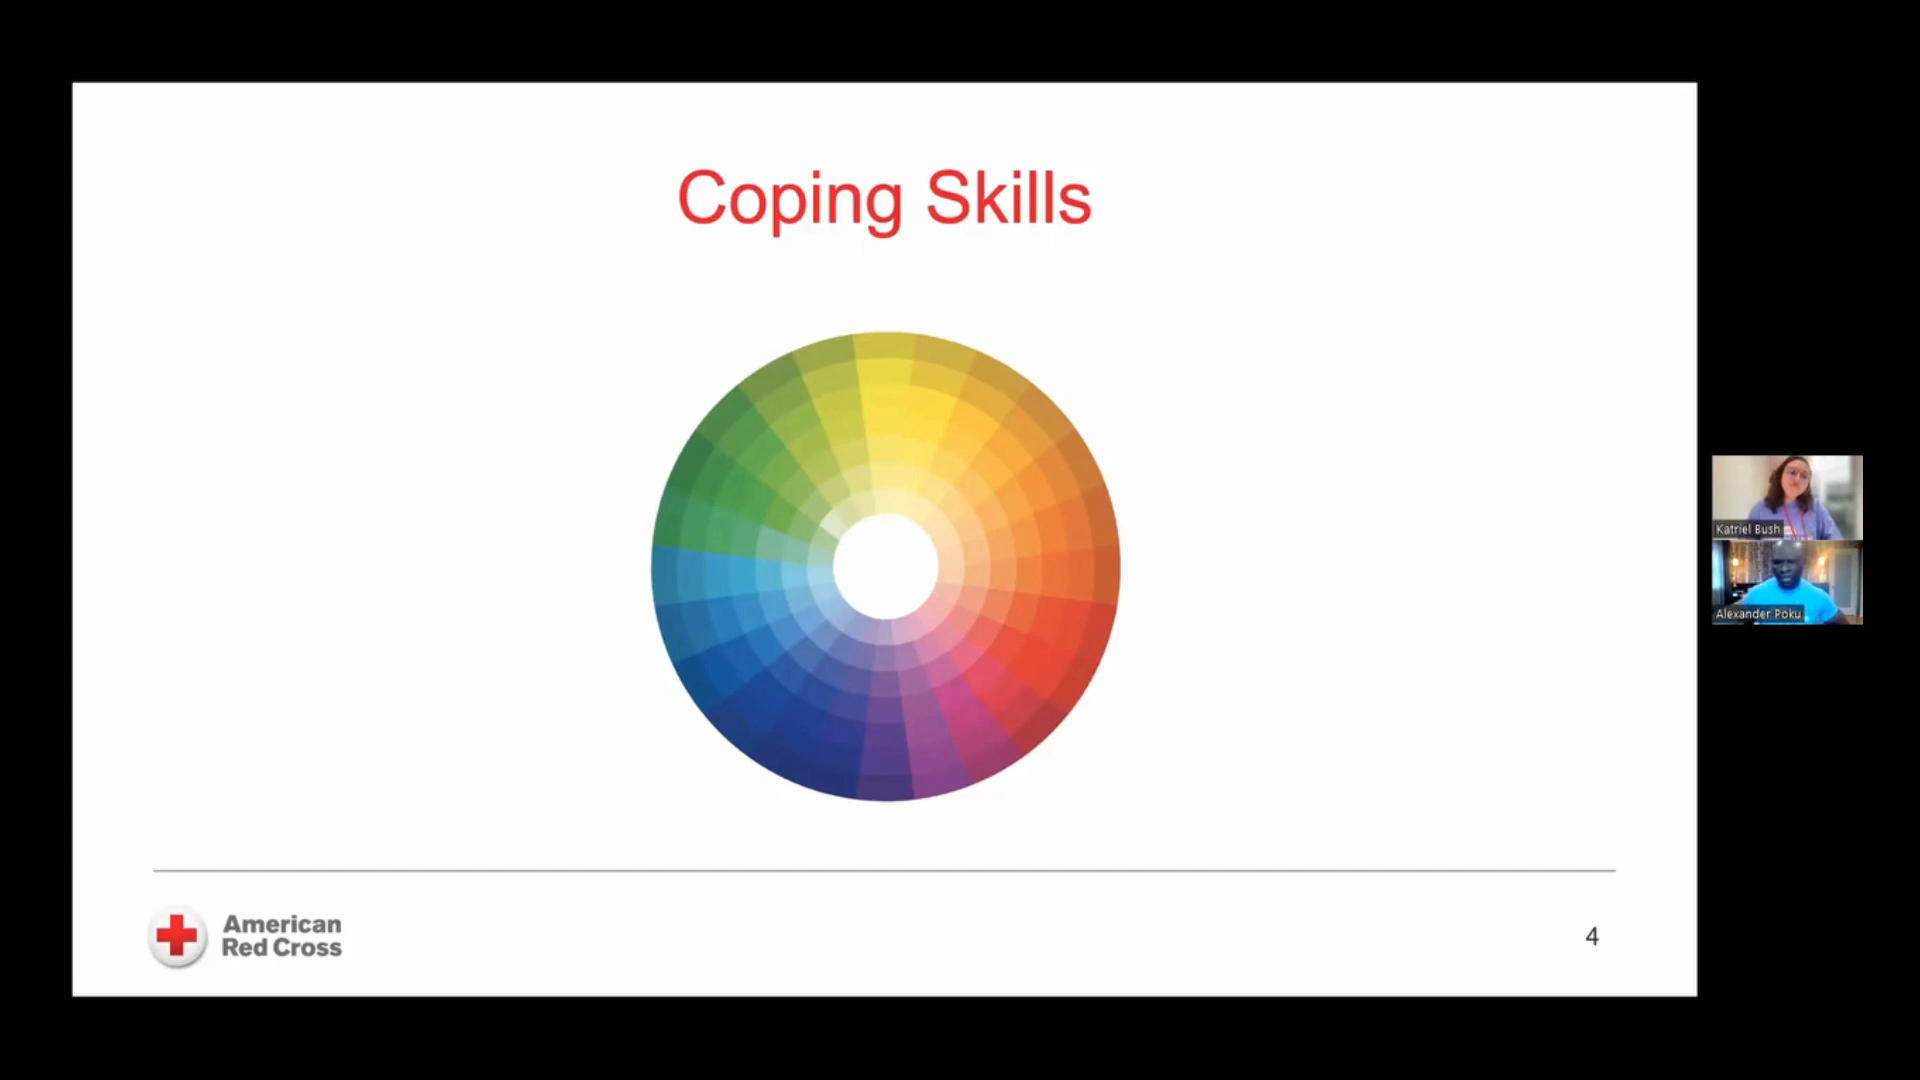 Coping Skills
Katriel Bush
Alexander Poku
American
Red Cross
4